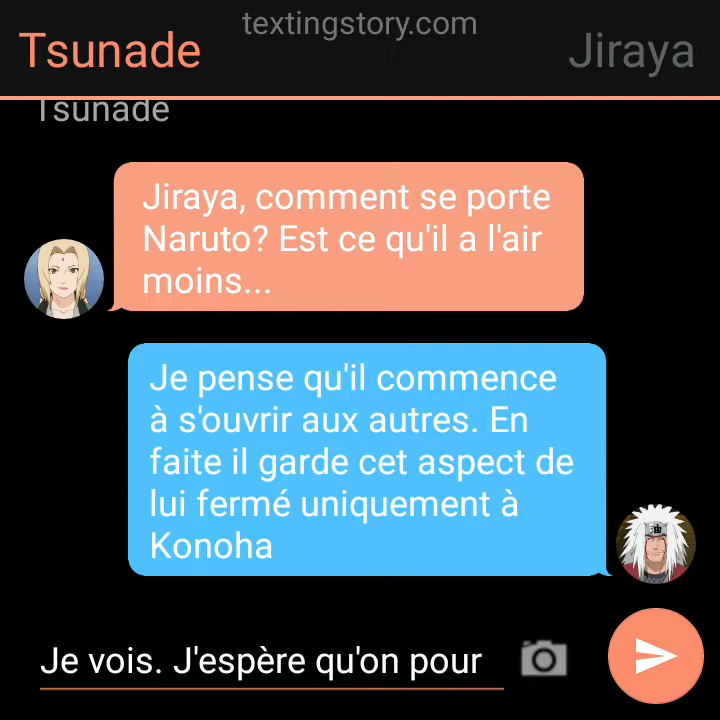 textingstory.com
Tsunade
Jiraya
Tsunade
Jiraya, comment se porte
Naruto? Est ce qu'il a l'air
moins...
Je pense qu'il commence
à s'ouvrir aux autres. En
faite il garde cet aspect de
lui fermé uniquement à
Konoha
Je vois. J'espère qu'on pour